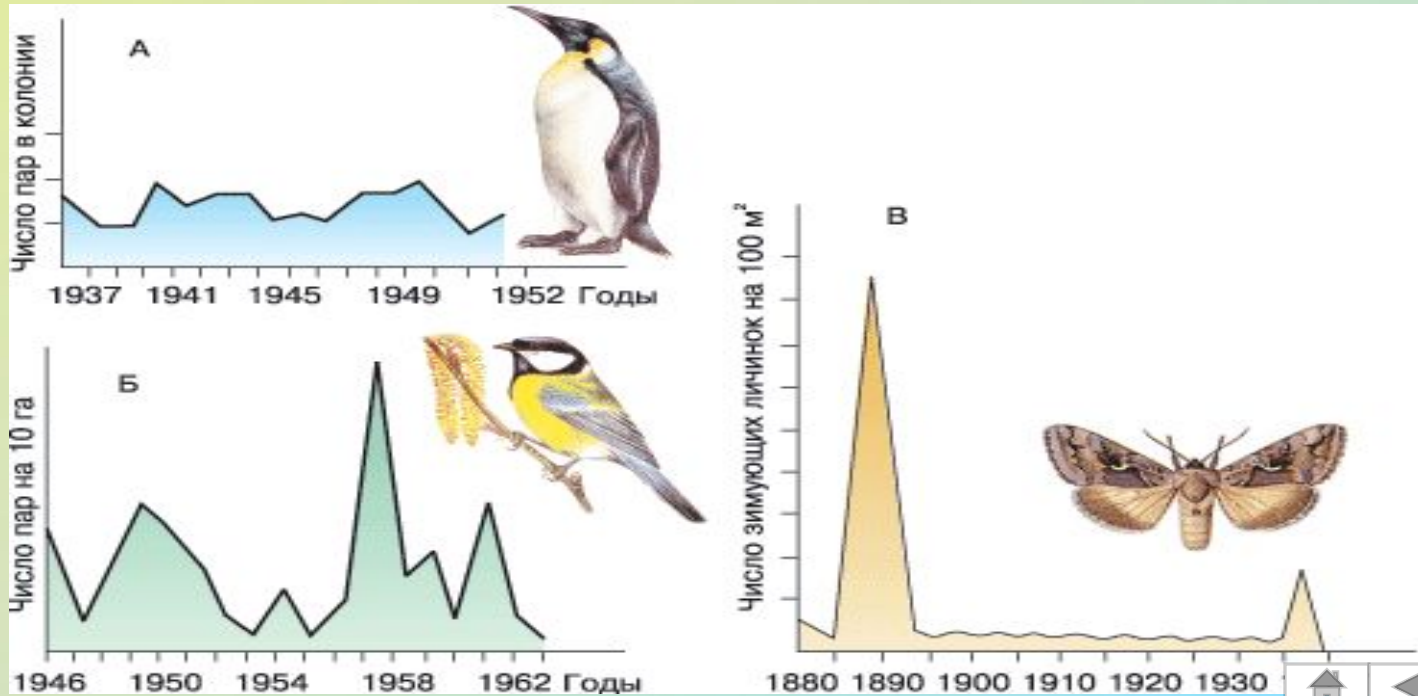 А
Число пар в колонии
1937 1941 1945 1949 1952 Годы
Б
Число пар на 10 га
1946 1950 1954 1958 1962 Годы
В
Число зимующих личинок на 100 м²
1880 1890 1900 1910 1920 1930